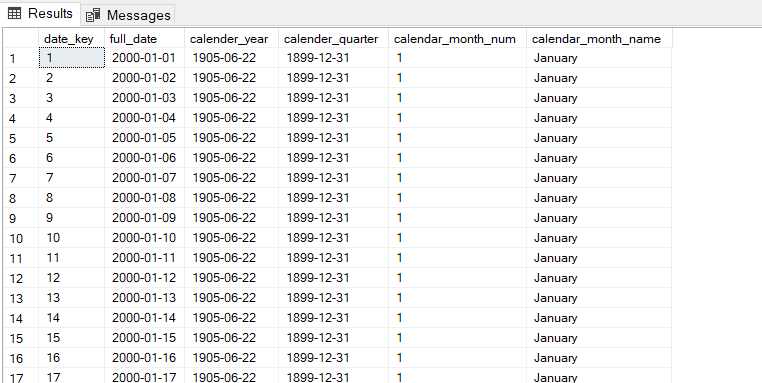 Results Messages
date_key full_date calender_year calender_quarter calendar_month_num calendar_month_name
1 1 2000-01-01 1905-06-22 1899-12-31 1 January
2 2 2000-01-02 1905-06-22 1899-12-31 1 January
3 3 2000-01-03 1905-06-22 1899-12-31 1 January
4 4 2000-01-04 1905-06-22 1899-12-31 1 January
5 5 2000-01-05 1905-06-22 1899-12-31 1 January
6 6 2000-01-06 1905-06-22 1899-12-31 1 January
7 7 2000-01-07 1905-06-22 1899-12-31 1 January
8 8 2000-01-08 1905-06-22 1899-12-31 1 January
9 9 2000-01-09 1905-06-22 1899-12-31 1 January
10 10 2000-01-10 1905-06-22 1899-12-31 1 January
11 11 2000-01-11 1905-06-22 1899-12-31 1 January
12 12 2000-01-12 1905-06-22 1899-12-31 1 January
13 13 2000-01-13 1905-06-22 1899-12-31 1 January
14 14 2000-01-14 1905-06-22 1899-12-31 1 January
15 15 2000-01-15 1905-06-22 1899-12-31 1 January
16 16 2000-01-16 1905-06-22 1899-12-31 1 January
17 17 2000-01-17 1905-06-22 1899-12-31 1 January